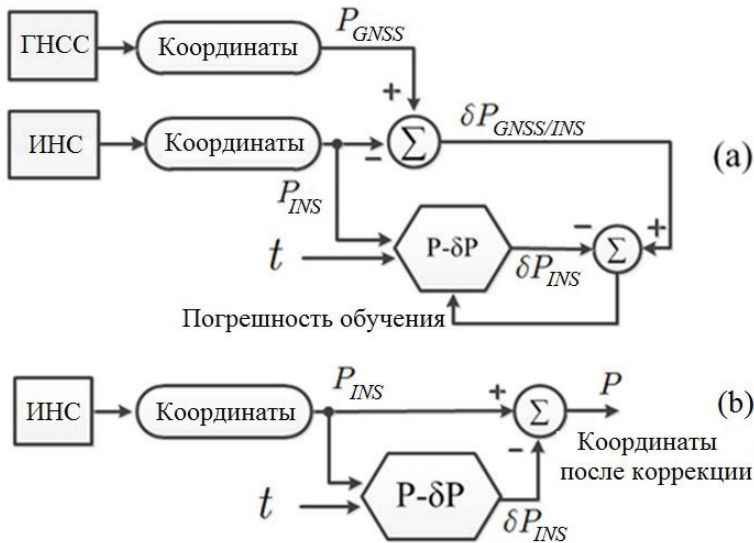 ГНСС
Координаты
P_GNSS
+
ИНС
Координаты
-
Σ
δP_GNSS/INS
(a)
P_INS
t
P-δP
-
+
Σ
δP_INS
Погрешность обучения
ИНС
Координаты
P_INS
+
Σ
P
(b)
-
Координаты
после коррекции
t
P-δP
δP_INS